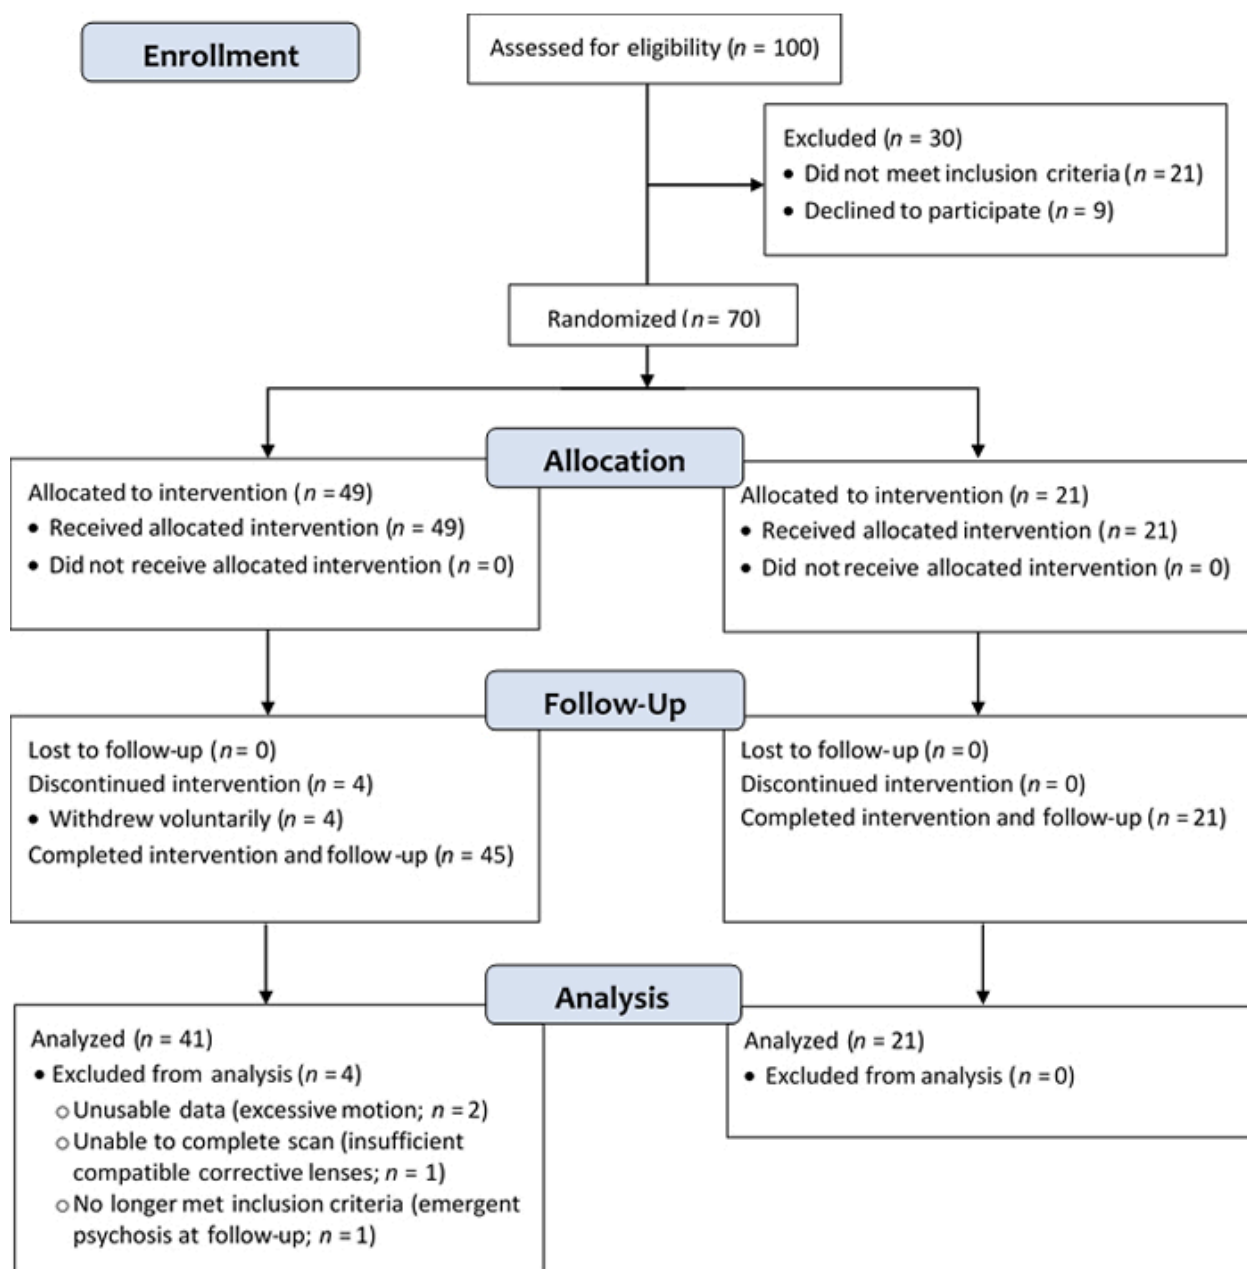 Enrollment
Assessed for eligibility (n = 100)
Excluded (n = 30)
• Did not meet inclusion criteria (n = 21)
• Declined to participate (n = 9)
Randomized (n = 70)
Allocation
Allocated to intervention (n = 49)
• Received allocated intervention (n = 49)
• Did not receive allocated intervention (n = 0)
Allocated to intervention (n = 21)
• Received allocated intervention (n = 21)
• Did not receive allocated intervention (n = 0)
Follow-Up
Lost to follow-up (n = 0)
Discontinued intervention (n = 4)
• Withdrew voluntarily (n = 4)
Completed intervention and follow-up (n = 45)
Lost to follow-up (n = 0)
Discontinued intervention (n = 0)
Completed intervention and follow-up (n = 21)
Analysis
Analyzed (n = 41)
• Excluded from analysis (n = 4)
○ Unusable data (excessive motion; n = 2)
○ Unable to complete scan (insufficient
compatible corrective lenses; n = 1)
○ No longer met inclusion criteria (emergent
psychosis at follow-up; n = 1)
Analyzed (n = 21)
• Excluded from analysis (n = 0)